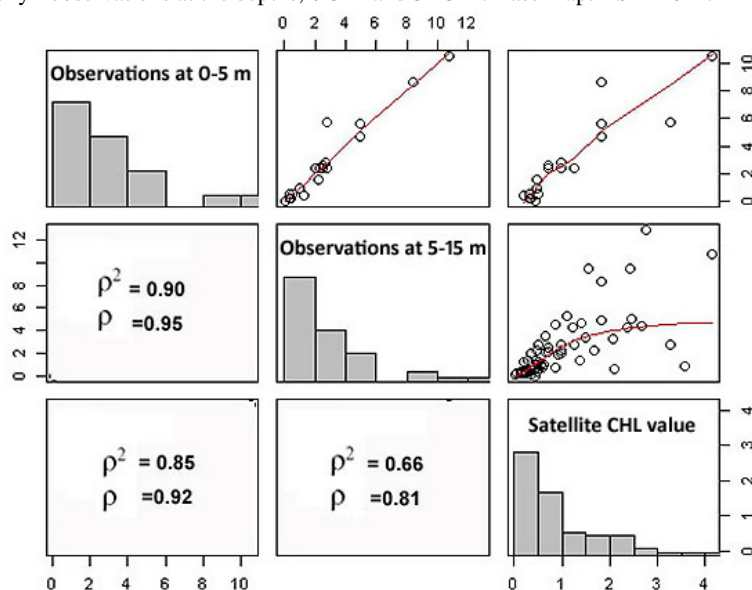 0 2 4 6 8 10 12
Observations at 0-5 m
0 2 4 6 8 10
0 2 4 6 8 12
ρ² = 0.90
ρ =0.95
Observations at 5-15 m
ρ² = 0.85
ρ =0.92
ρ² = 0.66
ρ =0.81
Satellite CHL value
0 1 2 3 4
0 2 4 6 8 10
0 1 2 3 4